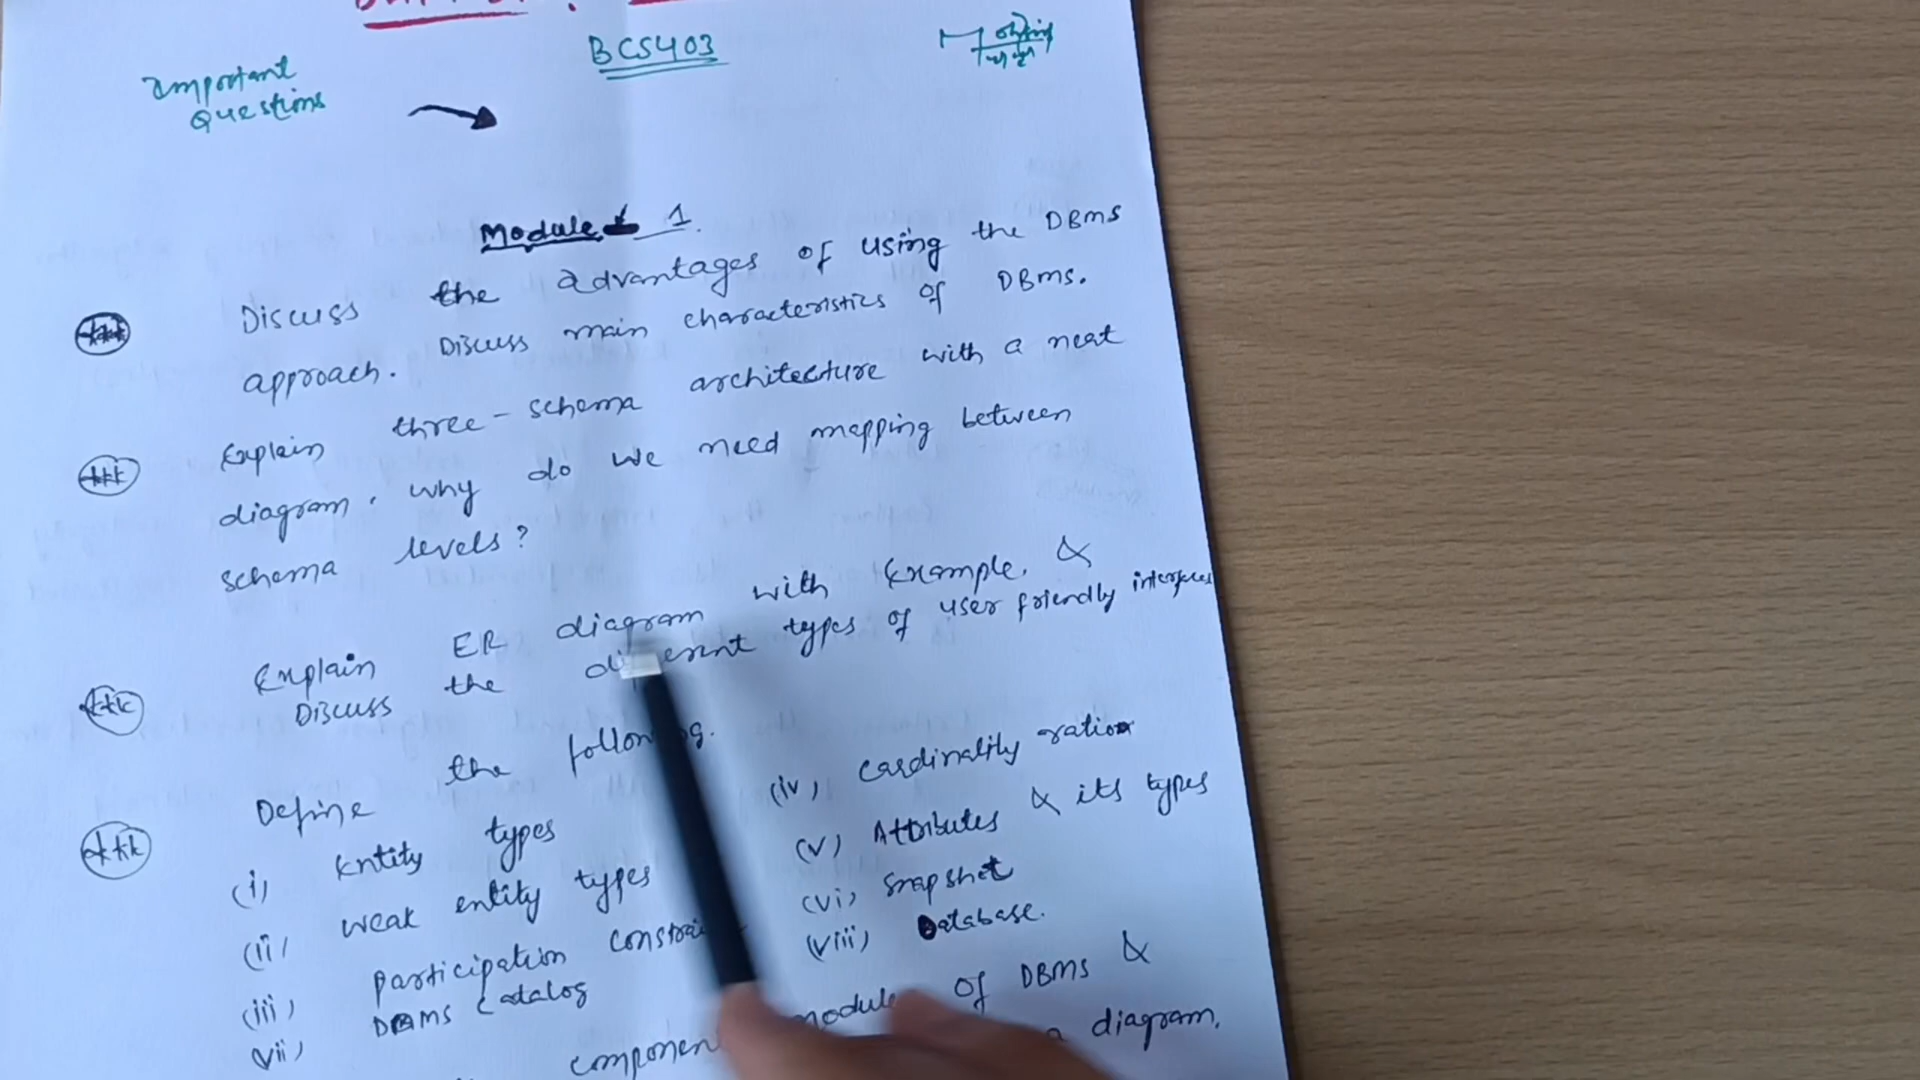 BCS403
Important
Questions
Module 1.
Discuss the advantages of using the DBMS
approach. Discuss main characteristics of DBMS.
Explain three-schema architecture with a neat
diagram. Why do we need mapping between
schema levels?
Explain ER diagram with Example. &
Discuss the different types of user friendly interfaces
Define the following.
(i) Entity types
(ii) weak entity types
(iii) participation
(vii) DBMS catalog
(iv) cardinality ration
(v) Attributes & its types
(vi) snapshot
(viii) Database.
of DBMS &
diagram.